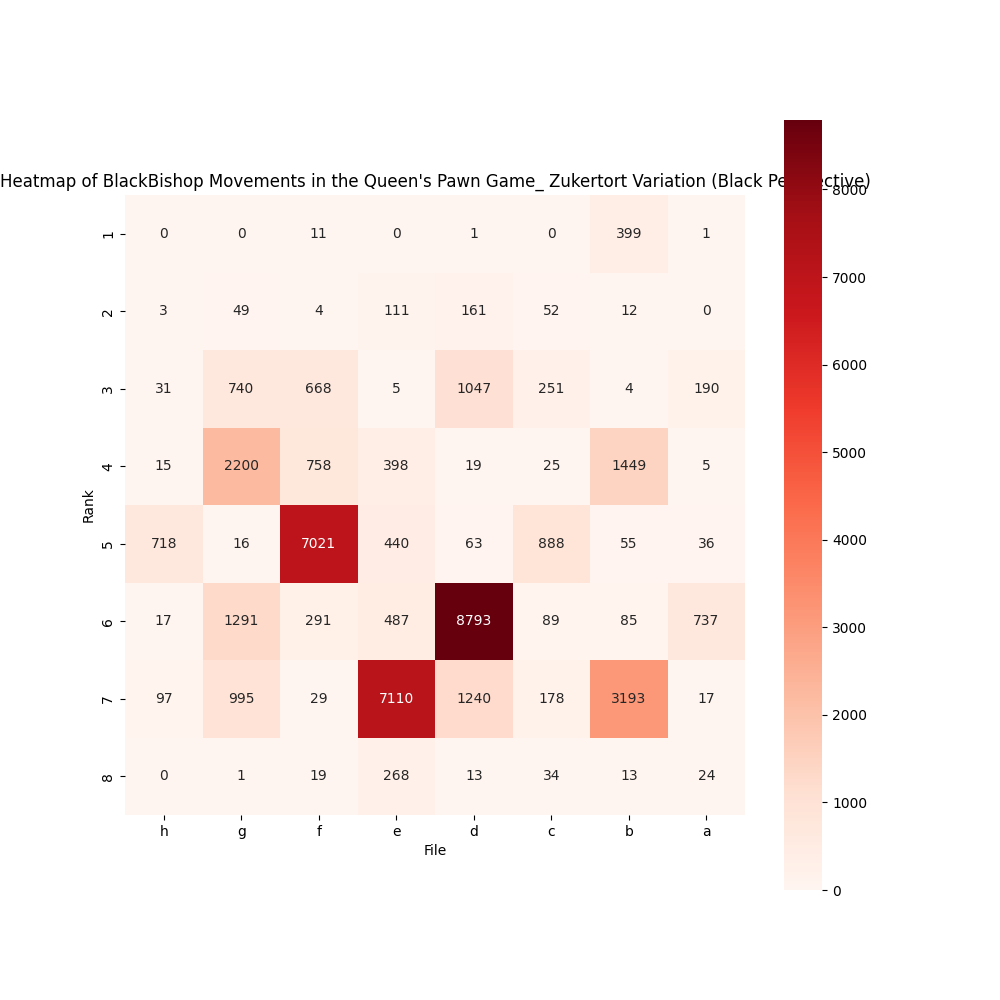 Heatmap of BlackBishop Movements in the Queen's Pawn Game_ Zukertort Variation (Black Perspective)
8000
1 0 0 11 0 1 0 399 1
7000
2 3 49 4 111 161 52 12 0
6000
3 31 740 668 5 1047 251 4 190
5000
4 15 2200 758 398 19 25 1449 5
Rank
4000
5 718 16 7021 440 63 888 55 36
3000
6 17 1291 291 487 8793 89 85 737
2000
7 97 995 29 7110 1240 178 3193 17
1000
8 0 1 19 268 13 34 13 24
h g f e d c b a
File
0